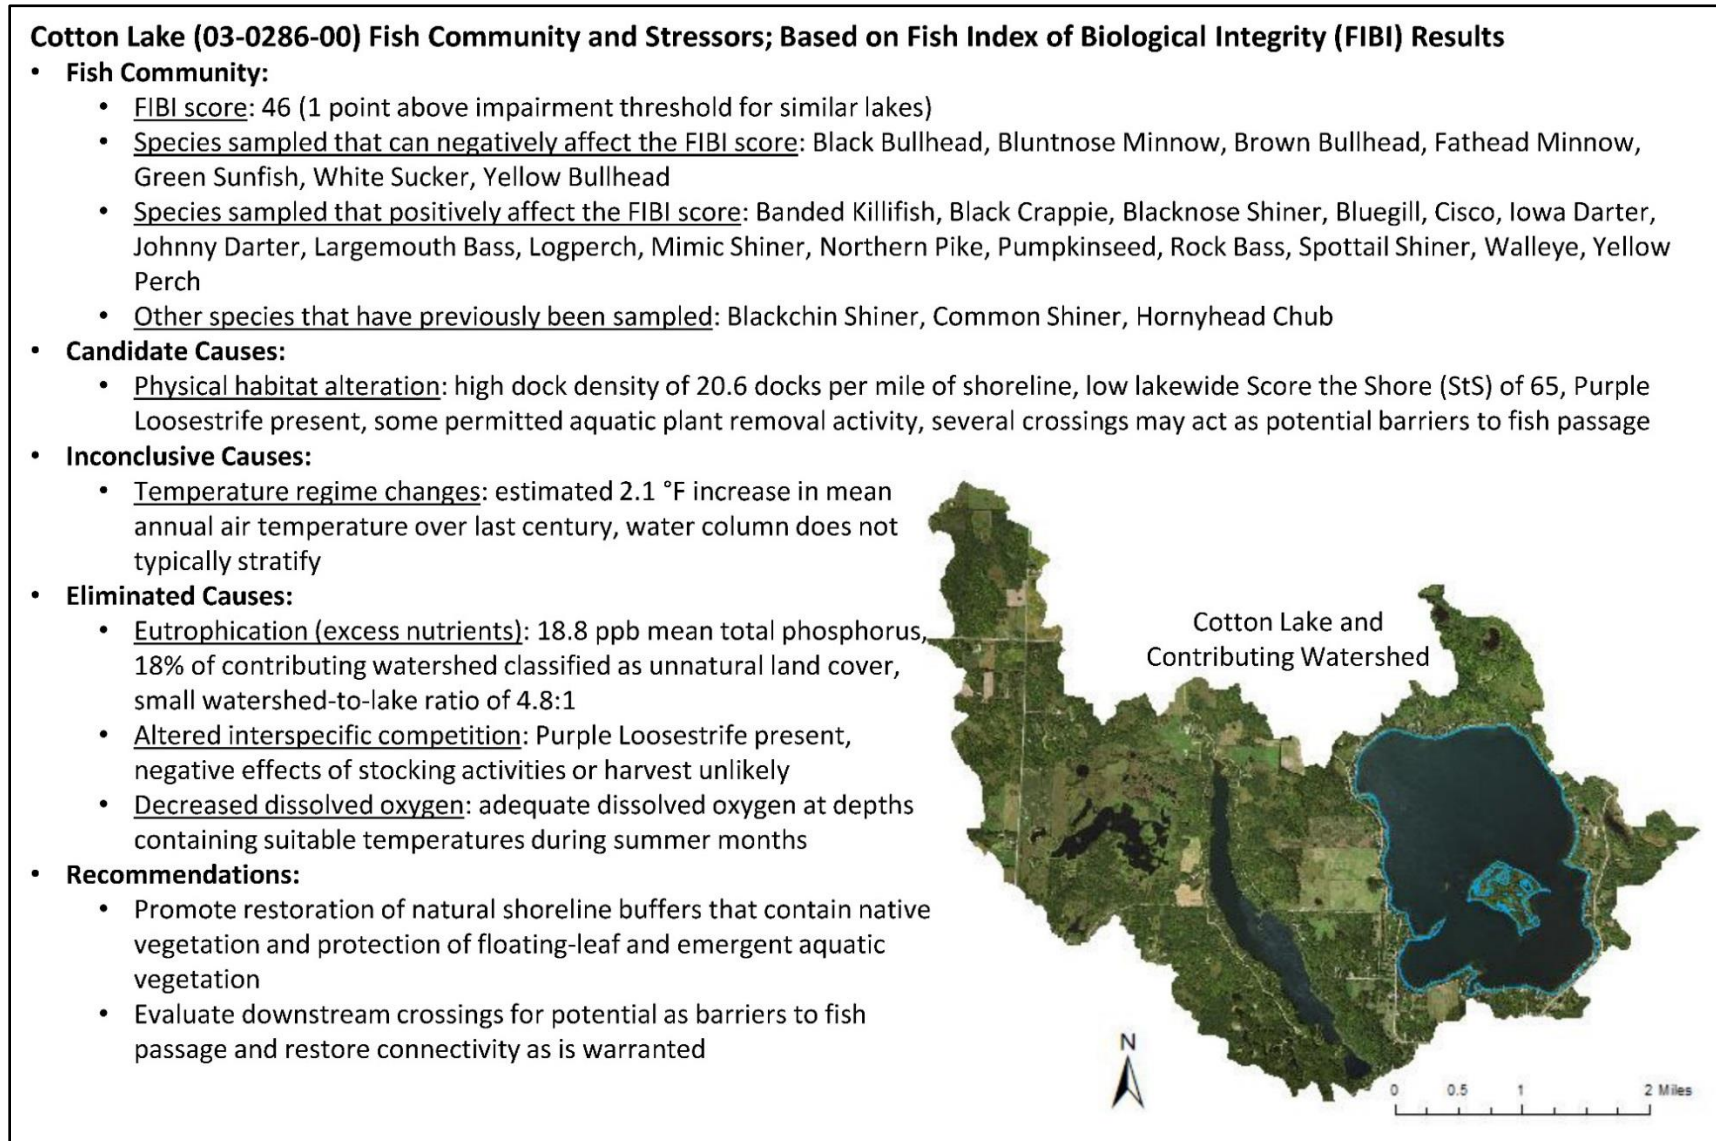 Cotton Lake (03-0286-00) Fish Community and Stressors; Based on Fish Index of Biological Integrity (FIBI) Results
• Fish Community:
• FIBI score: 46 (1 point above impairment threshold for similar lakes)
• Species sampled that can negatively affect the FIBI score: Black Bullhead, Bluntnose Minnow, Brown Bullhead, Fathead Minnow,
Green Sunfish, White Sucker, Yellow Bullhead
• Species sampled that positively affect the FIBI score: Banded Killifish, Black Crappie, Blacknose Shiner, Bluegill, Cisco, Iowa Darter,
Johnny Darter, Largemouth Bass, Logperch, Mimic Shiner, Northern Pike, Pumpkinseed, Rock Bass, Spottail Shiner, Walleye, Yellow
Perch
• Other species that have previously been sampled: Blackchin Shiner, Common Shiner, Hornyhead Chub
• Candidate Causes:
• Physical habitat alteration: high dock density of 20.6 docks per mile of shoreline, low lakewide Score the Shore (StS) of 65, Purple
Loosestrife present, some permitted aquatic plant removal activity, several crossings may act as potential barriers to fish passage
• Inconclusive Causes:
• Temperature regime changes: estimated 2.1 °F increase in mean
annual air temperature over last century, water column does not
typically stratify
• Eliminated Causes:
• Eutrophication (excess nutrients): 18.8 ppb mean total phosphorus,
18% of contributing watershed classified as unnatural land cover,
small watershed-to-lake ratio of 4.8:1
• Altered interspecific competition: Purple Loosestrife present,
negative effects of stocking activities or harvest unlikely
• Decreased dissolved oxygen: adequate dissolved oxygen at depths
containing suitable temperatures during summer months
• Recommendations:
• Promote restoration of natural shoreline buffers that contain native
vegetation and protection of floating-leaf and emergent aquatic
vegetation
• Evaluate downstream crossings for potential as barriers to fish
passage and restore connectivity as is warranted
Cotton Lake and
Contributing Watershed
N
0 0.5 1 2 Miles